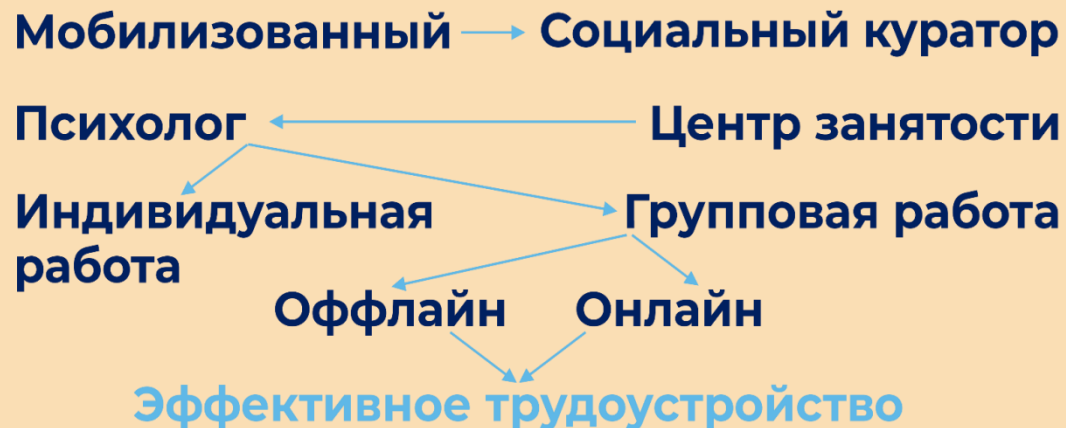 Мобилизованный
Социальный куратор
Психолог
Центр занятости
Индивидуальная
работа
Групповая работа
Оффлайн
Онлайн
Эффективное трудоустройство